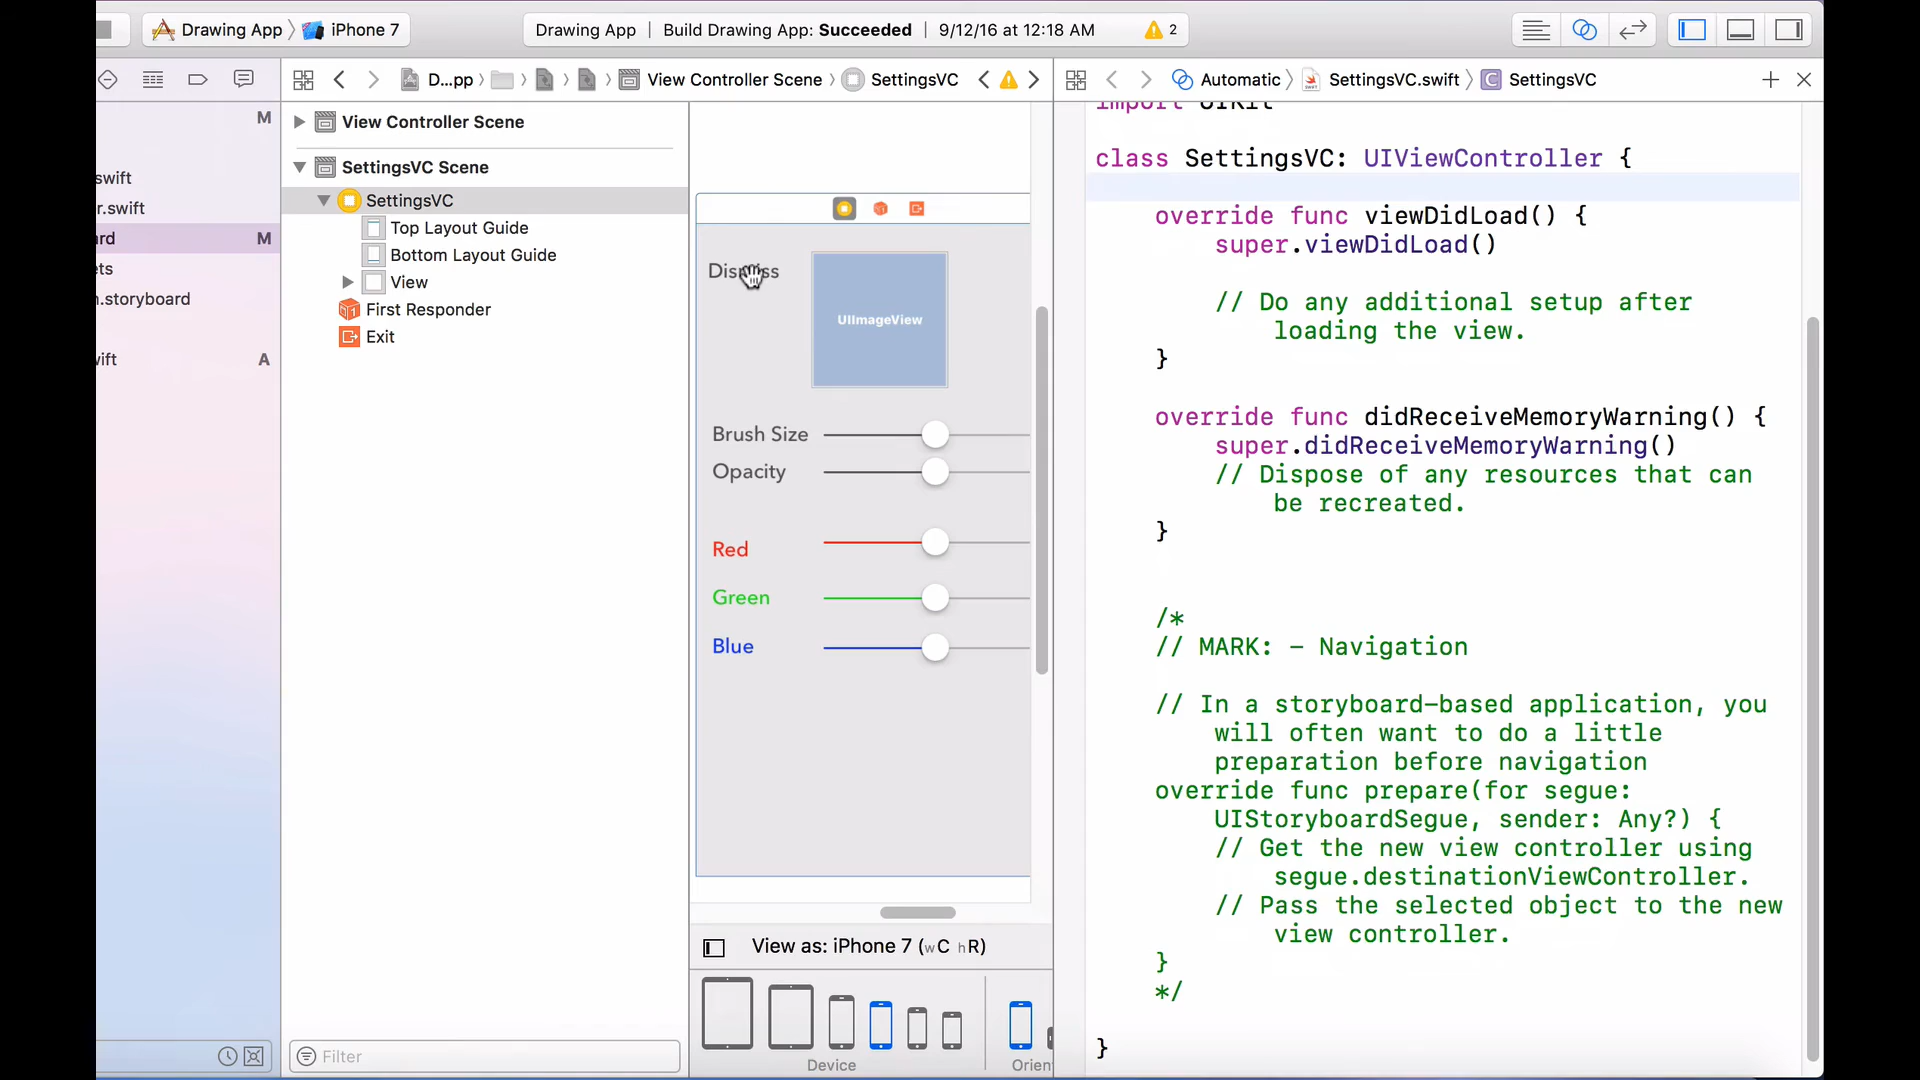 Drawing App
iPhone 7
Drawing App
Build Drawing App: Succeeded
9/12/16 at 12:18 AM
2
D...pp
View Controller Scene
SettingsVC
Automatic
SettingsVC.swift
C
SettingsVC
M
swift
r.swift
rd
M
ets
n.storyboard
vift
A
View Controller Scene
SettingsVC Scene
SettingsVC
Top Layout Guide
Bottom Layout Guide
View
First Responder
Exit
Filter
Dismiss
UIImageView
Brush Size
Opacity
Red
Green
Blue
View as: iPhone 7 (wC hR)
Device
Orien
import UIKit
class SettingsVC: UIViewController {
override func viewDidLoad() {
super.viewDidLoad()
// Do any additional setup after
loading the view.
}
override func didReceiveMemoryWarning() {
super.didReceiveMemoryWarning()
// Dispose of any resources that can
be recreated.
}
/*
// MARK: - Navigation
// In a storyboard-based application, you
will often want to do a little
preparation before navigation
override func prepare(for segue:
UIStoryboardSegue, sender: Any?) {
// Get the new view controller using
segue.destinationViewController.
// Pass the selected object to the new
view controller.
}
*/
}